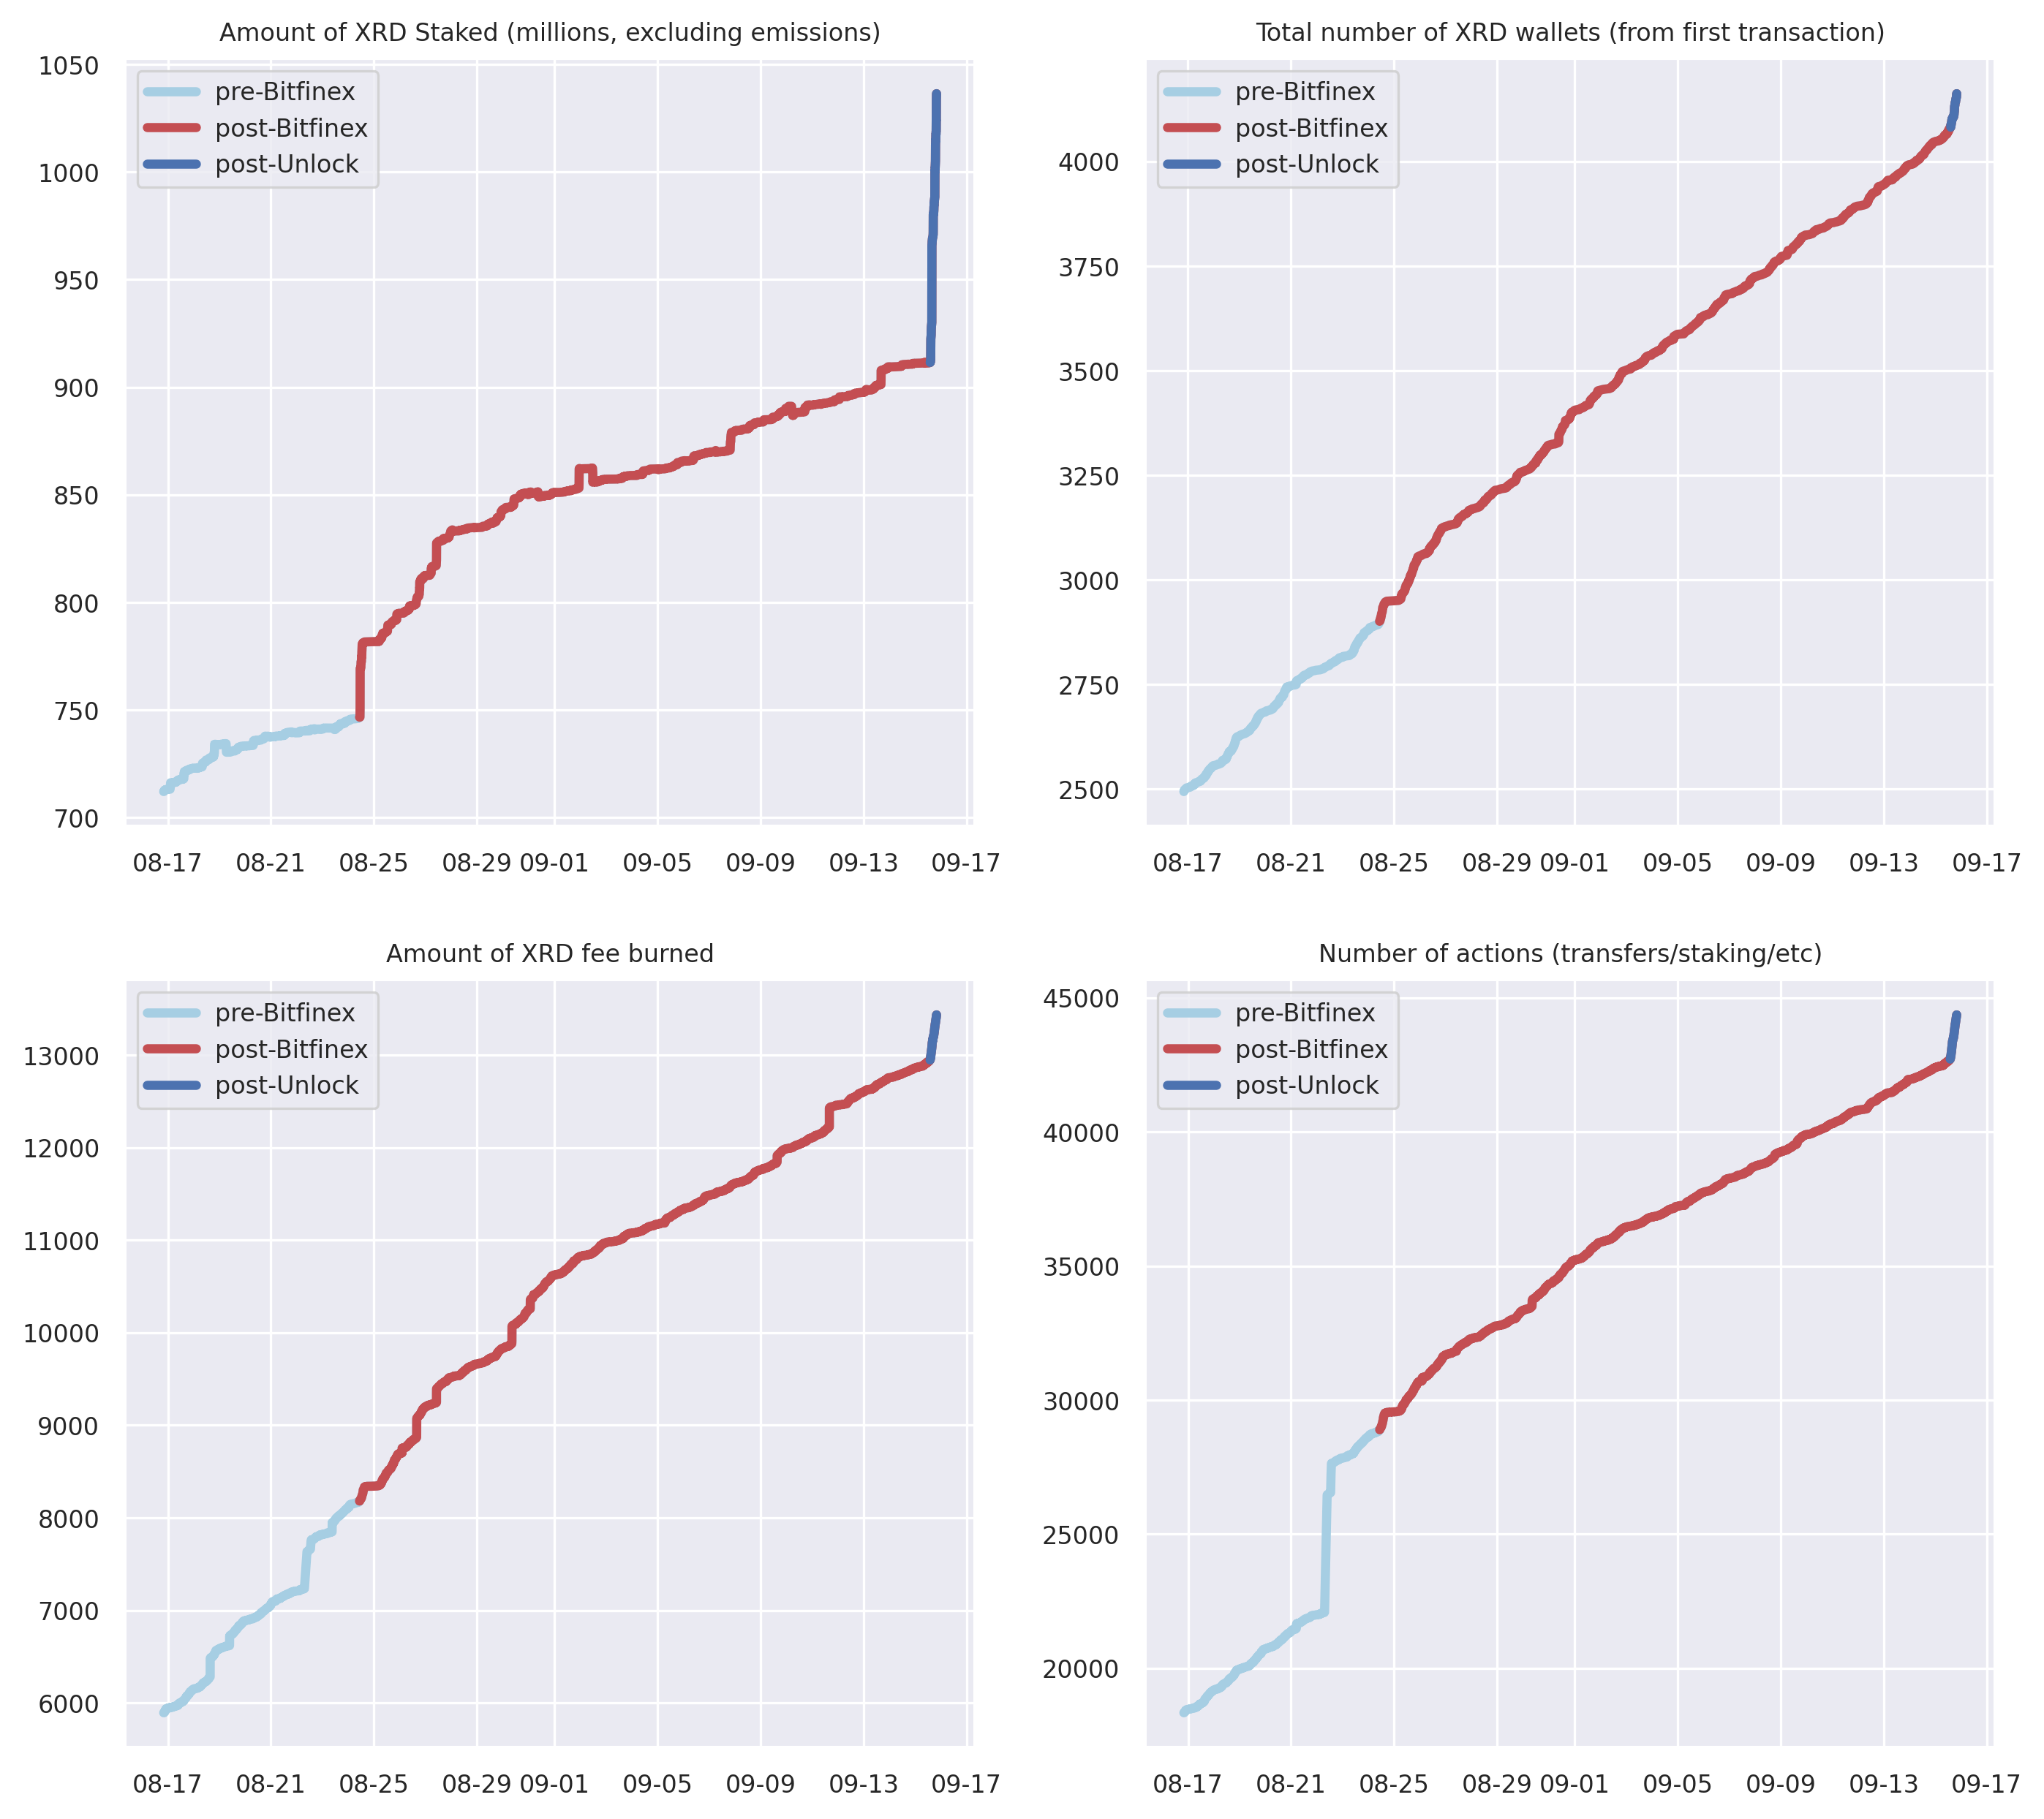 Amount of XRD Staked (millions, excluding emissions)
1050
1000
950
900
850
800
750
700
pre-Bitfinex
post-Bitfinex
post-Unlock
08-17 08-21 08-25 08-29 09-01 09-05 09-09 09-13 09-17
Total number of XRD wallets (from first transaction)
4000
3750
3500
3250
3000
2750
2500
pre-Bitfinex
post-Bitfinex
post-Unlock
08-17 08-21 08-25 08-29 09-01 09-05 09-09 09-13 09-17
Amount of XRD fee burned
13000
12000
11000
10000
9000
8000
7000
6000
pre-Bitfinex
post-Bitfinex
post-Unlock
08-17 08-21 08-25 08-29 09-01 09-05 09-09 09-13 09-17
Number of actions (transfers/staking/etc)
45000
40000
35000
30000
25000
20000
pre-Bitfinex
post-Bitfinex
post-Unlock
08-17 08-21 08-25 08-29 09-01 09-05 09-09 09-13 09-17